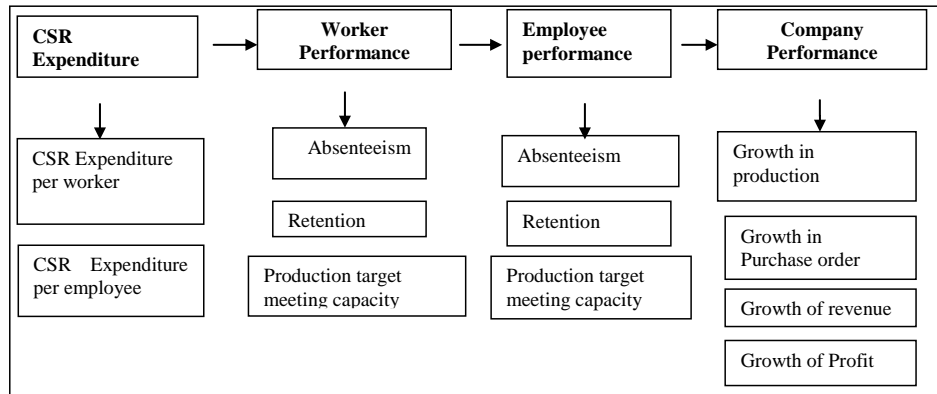 CSR
Expenditure
Worker
Performance
Employee
performance
Company
Performance
CSR Expenditure
per worker
CSR Expenditure
per employee
Absenteeism
Retention
Production target
meeting capacity
Absenteeism
Retention
Production target
meeting capacity
Growth in
production
Growth in
Purchase order
Growth of revenue
Growth of Profit